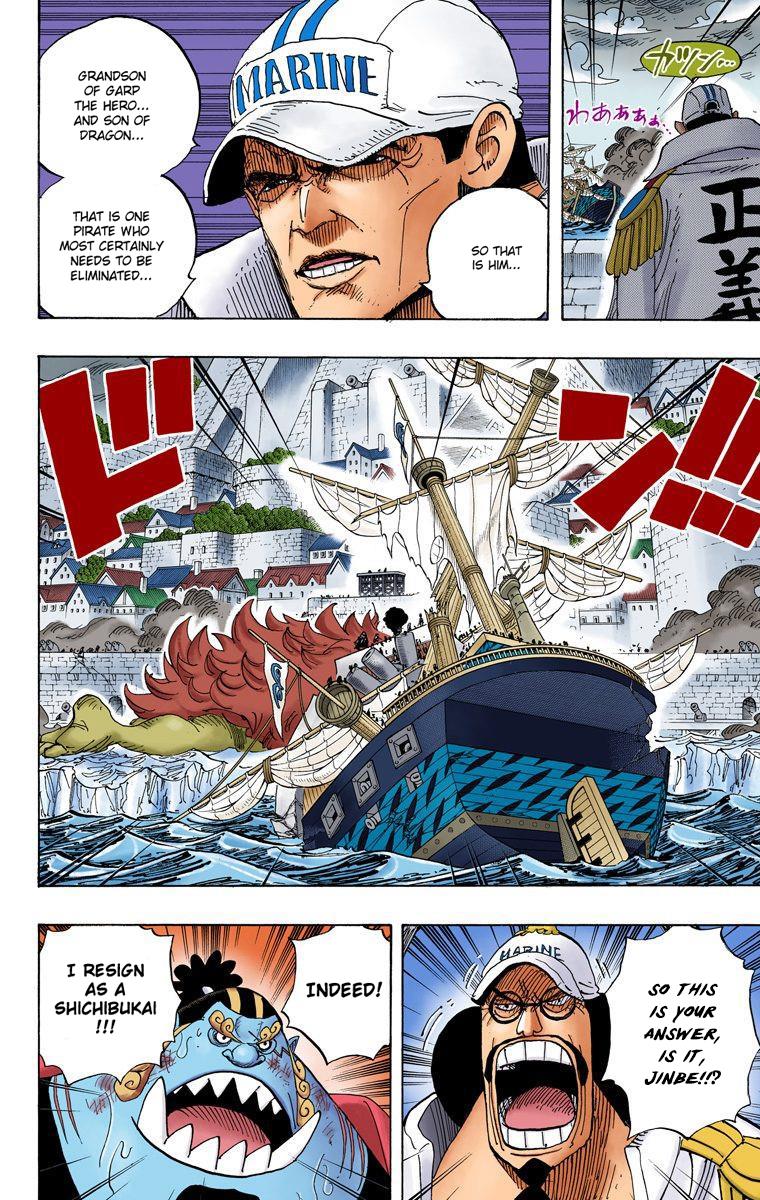 カツン…
わああぁぁ…
正義
SO THAT
IS HIM...
MARINE
GRANDSON
OF GARP
THE HERO...
AND SON OF
DRAGON...
THAT IS ONE
PIRATE WHO
MOST CERTAINLY
NEEDS TO BE
ELIMINATED...
ドン!!!
MARINE
SO THIS
IS YOUR
ANSWER,
IS IT,
JINBE!!?
INDEED!
I RESIGN
AS A
SHICHIBUKAI
!!!